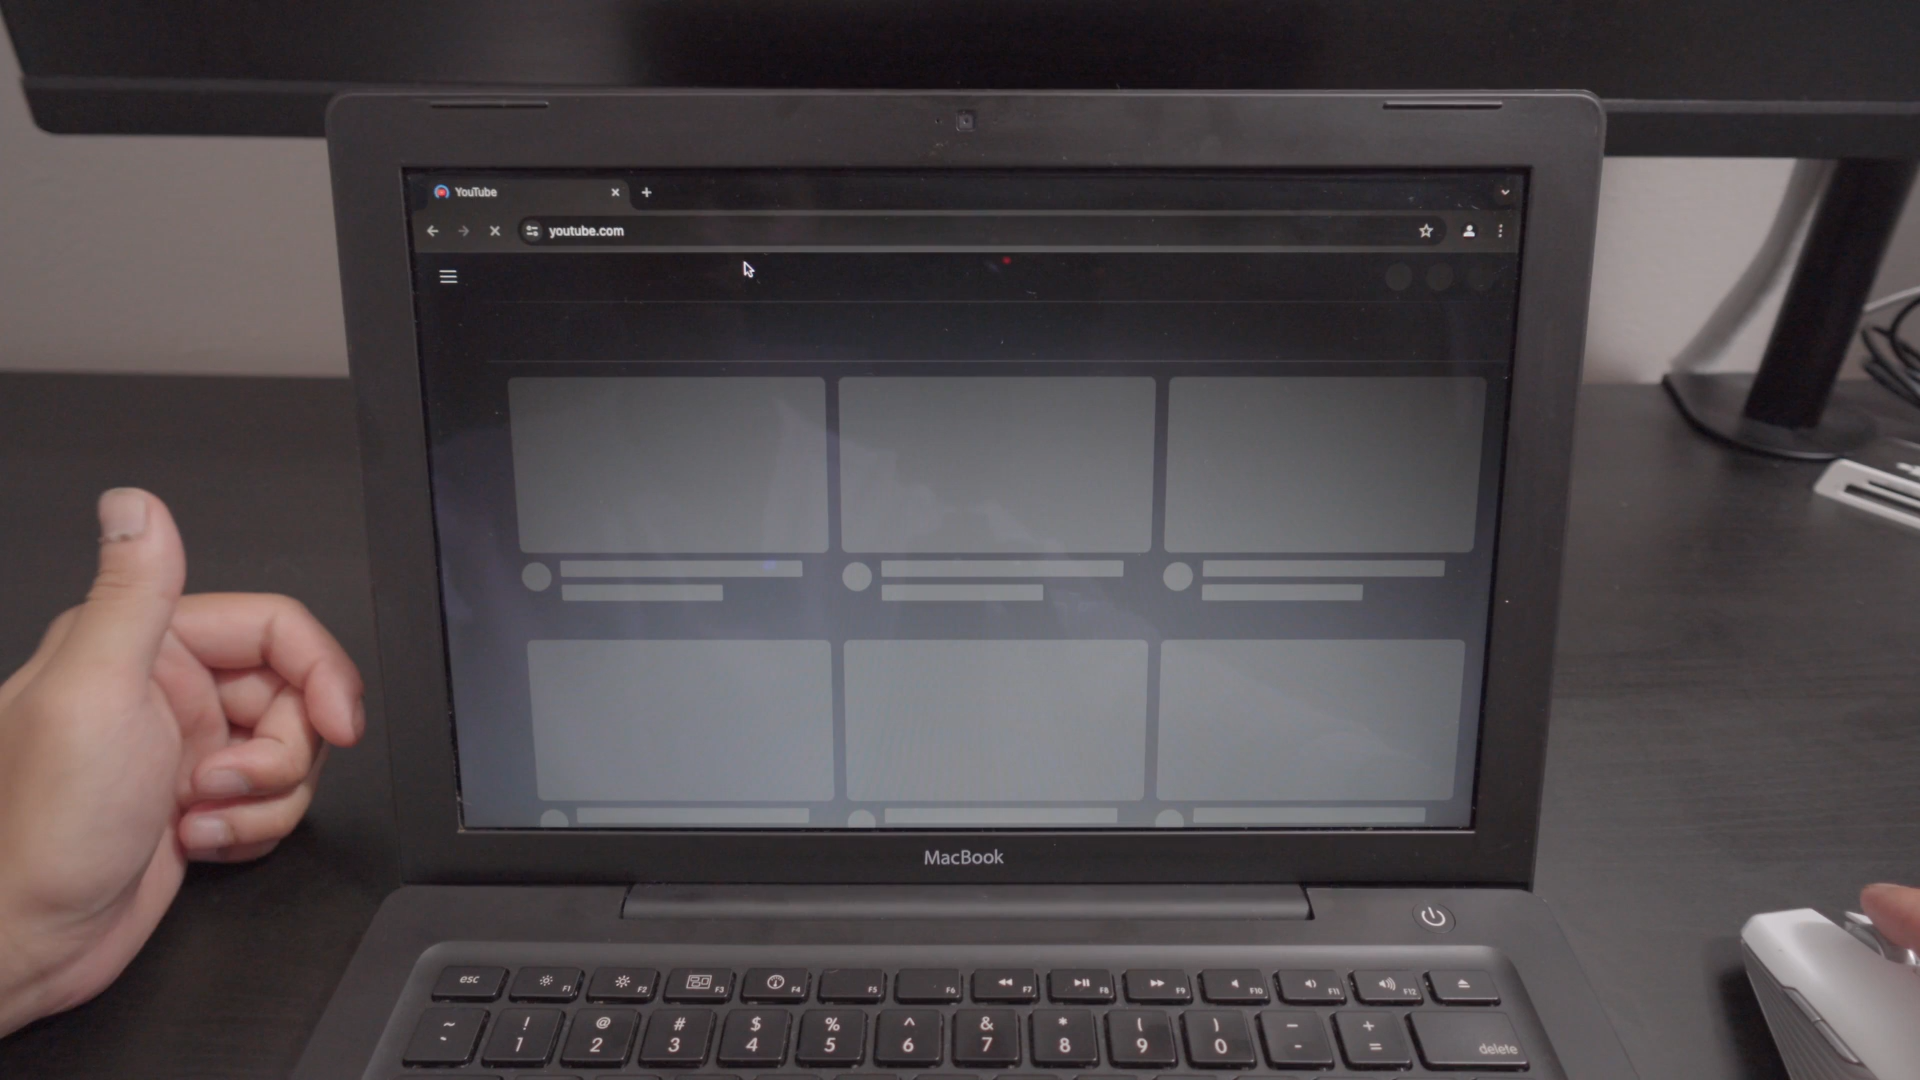 YouTube
youtube.com
MacBook
esc F1 F2 F3 F4 F5 F6 F7 F8 F9 F10 F11 F12
~ ! @ # $ % ^ & * ( ) − +
` 1 2 3 4 5 6 7 8 9 0 - = delete